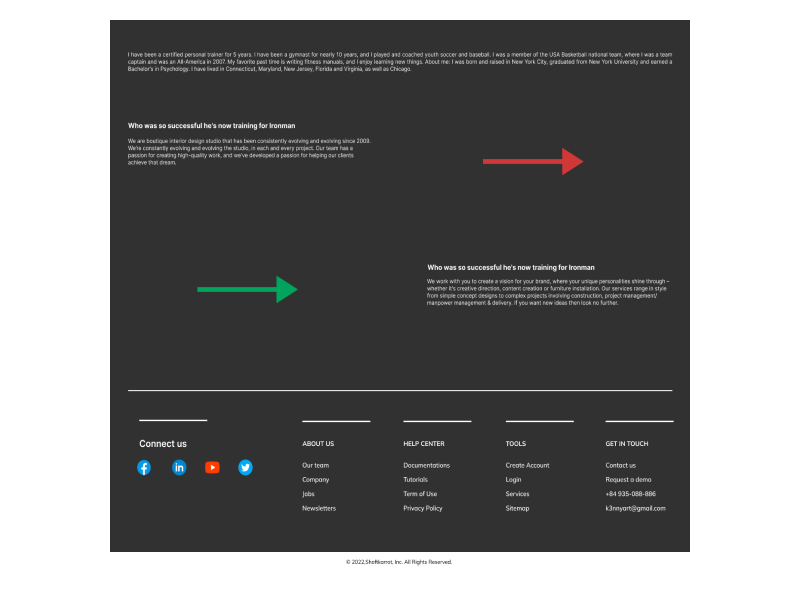 I have been a certified personal trainer for 5 years. I have been a gymnast for nearly 10 years, and I played and coached youth soccer and baseball. I was a member of the USA Basketball national team, where I was a team
captain and was an All-America in 2007. My favorite past time is writing fitness manuals, and I enjoy learning new things. About me: I was born and raised in New York City, graduated from New York University and earned a
Bachelor's in Psychology. I have lived in Connecticut, Maryland, New Jersey, Florida and Virginia, as well as Chicago.
Who was so successful he's now training for Ironman
We are boutique interior design studio that has been consistently evolving and evolving since 2009.
We're constantly evolving and evolving the studio, in each and every project. Our team has a
passion for creating high-quality work, and we've developed a passion for helping our clients
achieve that dream.
Who was so successful he's now training for Ironman
We work with you to create a vision for your brand, where your unique personalities shine through –
whether it's creative direction, content creation or furniture installation. Our services range in style
from simple concept designs to complex projects involving construction, project management/
manpower management & delivery. If you want new ideas then look no further.
Connect us
ABOUT US
Our team
Company
Jobs
Newsletters
HELP CENTER
Documentations
Tutorials
Term of Use
Privacy Policy
TOOLS
Create Account
Login
Services
Sitemap
GET IN TOUCH
Contact us
Request a demo
+84 935-088-886
k3nnyart@gmail.com
© 2022,Shoftkarrot, Inc. All Rights Reserved.